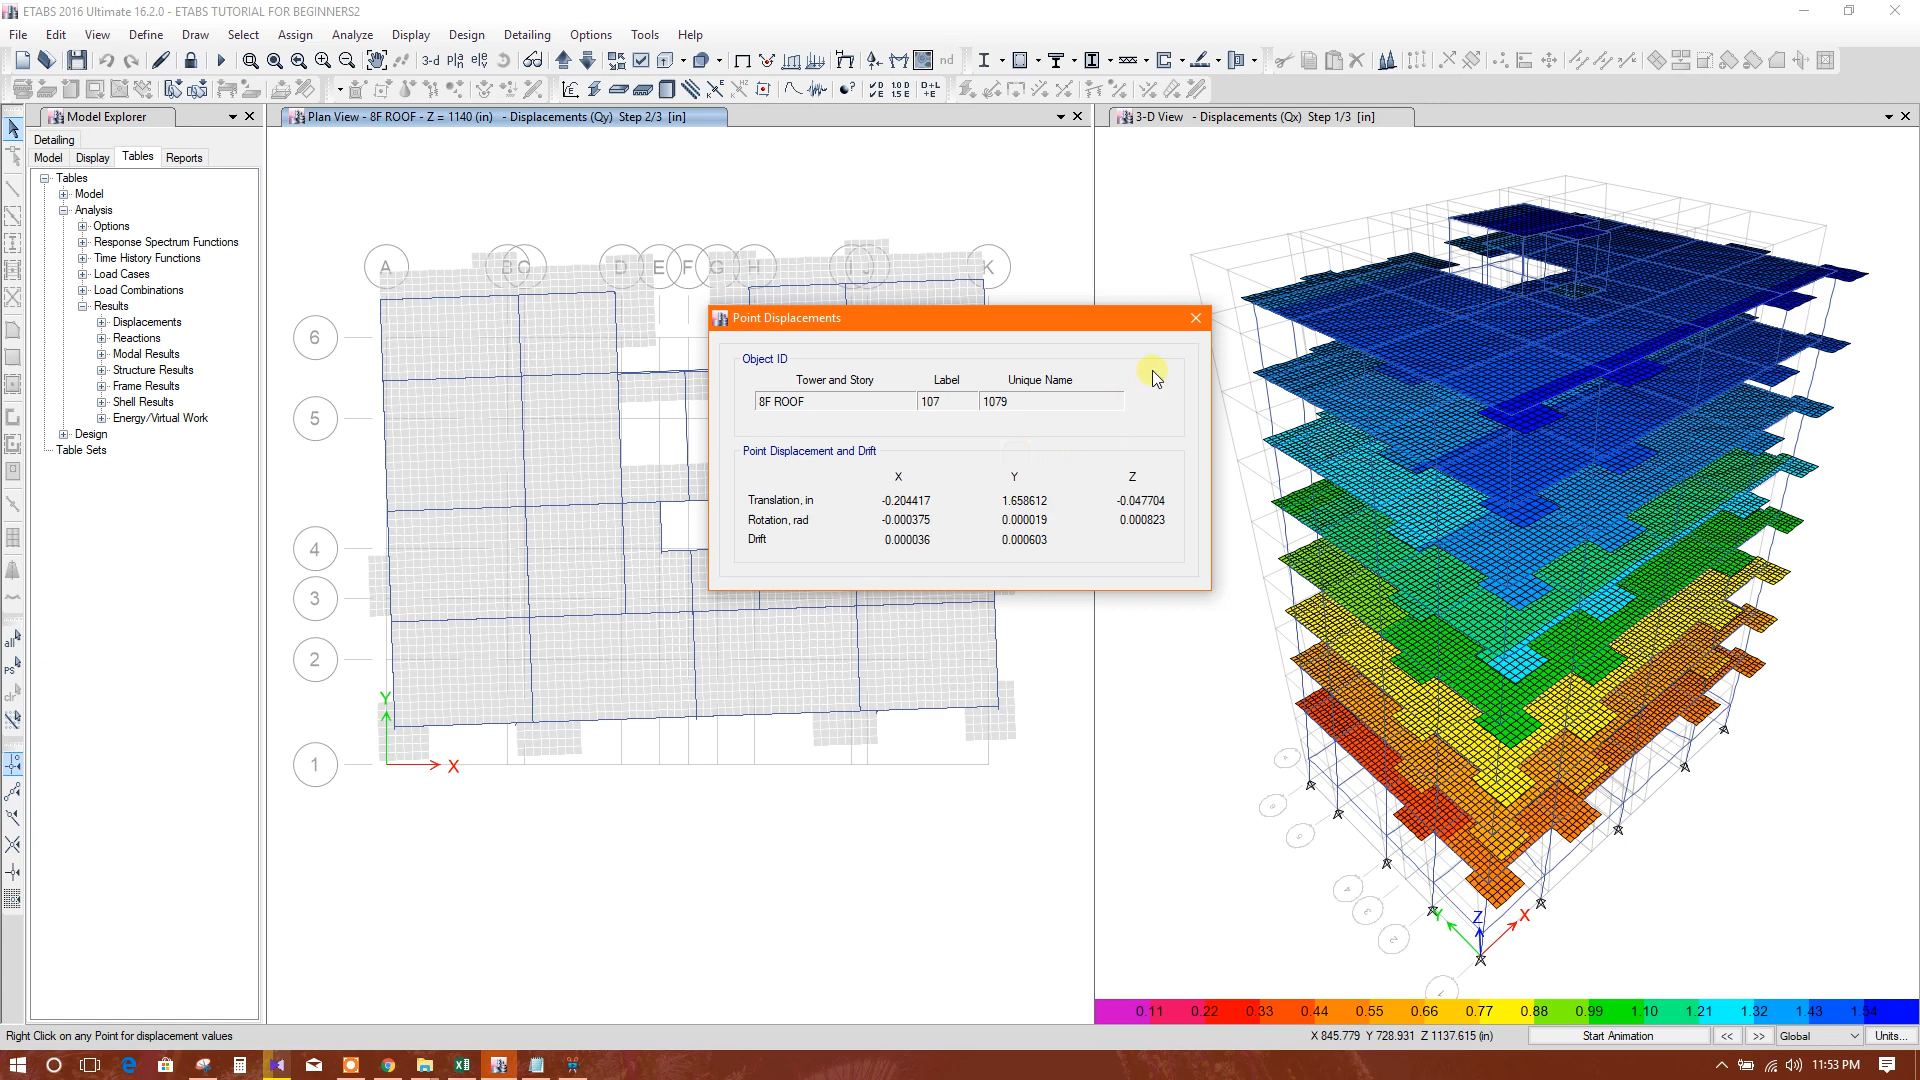 ETABS 2016 Ultimate 16.2.0 - ETABS TUTORIAL FOR BEGINNERS2
File Edit View Define Draw Select Assign Analyze Display Design Detailing Options Tools Help
3-d plä elë nd
Model Explorer
Plan View - 8F ROOF - Z = 1140 (in) - Displacements (Qy) Step 2/3 [in]
3-D View - Displacements (Qx) Step 1/3 [in]
Detailing
Model Display Tables Reports
Tables
Model
Analysis
Options
Response Spectrum Functions
Time History Functions
Load Cases
Load Combinations
Results
Displacements
Reactions
Modal Results
Structure Results
Frame Results
Shell Results
Energy/Virtual Work
Design
Table Sets
all
PS
clr
A B C D E F G H I J K
6
5
4
3
2
1
Y
X
Point Displacements
Object ID
Tower and Story Label Unique Name
8F ROOF 107 1079
Point Displacement and Drift
X Y Z
Translation, in -0.204417 1.658612 -0.047704
Rotation, rad -0.000375 0.000019 0.000823
Drift 0.000036 0.000603
Y Z X
0.11 0.22 0.33 0.44 0.55 0.66 0.77 0.88 0.99 1.10 1.21 1.32 1.43 1.54
Right Click on any Point for displacement values
X 845.779 Y 728.931 Z 1137.615 (in)
Start Animation
<< >>
Global
Units...
11:53 PM